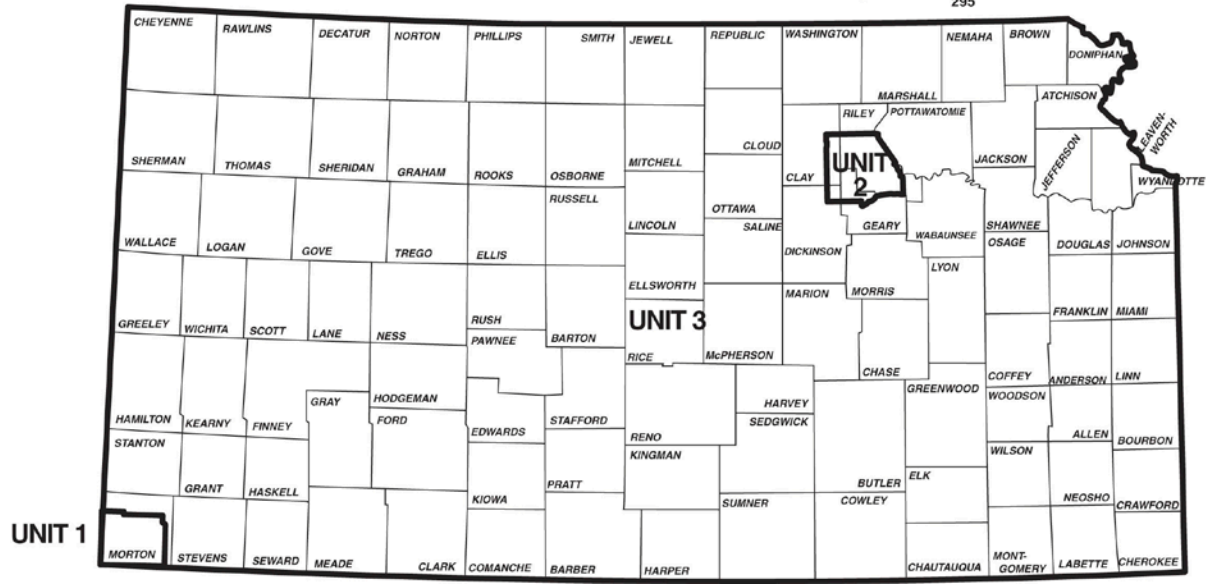 295
CHEYENNE
RAWLINS
DECATUR
NORTON
PHILLIPS
SMITH
JEWELL
REPUBLIC
WASHINGTON
MARSHALL
NEMAHA
BROWN
DONIPHAN
ATCHISON
RILEY
POTTAWATOMIE
CLOUD
SHERMAN
THOMAS
SHERIDAN
GRAHAM
ROOKS
OSBORNE
MITCHELL
CLAY
UNIT
2
JACKSON
JEFFERSON
LEAVEN-
WORTH
WYANDOTTE
RUSSELL
OTTAWA
LINCOLN
SALINE
GEARY
WABAUNSEE
SHAWNEE
OSAGE
DOUGLAS
JOHNSON
WALLACE
LOGAN
GOVE
TREGO
ELLIS
DICKINSON
LYON
ELLSWORTH
MARION
MORRIS
GREELEY
WICHITA
SCOTT
LANE
NESS
RUSH
PAWNEE
BARTON
UNIT 3
RICE
McPHERSON
FRANKLIN
MIAMI
CHASE
COFFEY
ANDERSON
LINN
HAMILTON
KEARNY
FINNEY
GRAY
HODGEMAN
FORD
EDWARDS
STAFFORD
RENO
HARVEY
SEDGWICK
GREENWOOD
WOODSON
ALLEN
BOURBON
STANTON
GRANT
HASKELL
KIOWA
PRATT
KINGMAN
SUMNER
BUTLER
COWLEY
ELK
WILSON
NEOSHO
CRAWFORD
UNIT 1
MORTON
STEVENS
SEWARD
MEADE
CLARK
COMANCHE
BARBER
HARPER
CHAUTAUQUA
MONT-
GOMERY
LABETTE
CHEROKEE